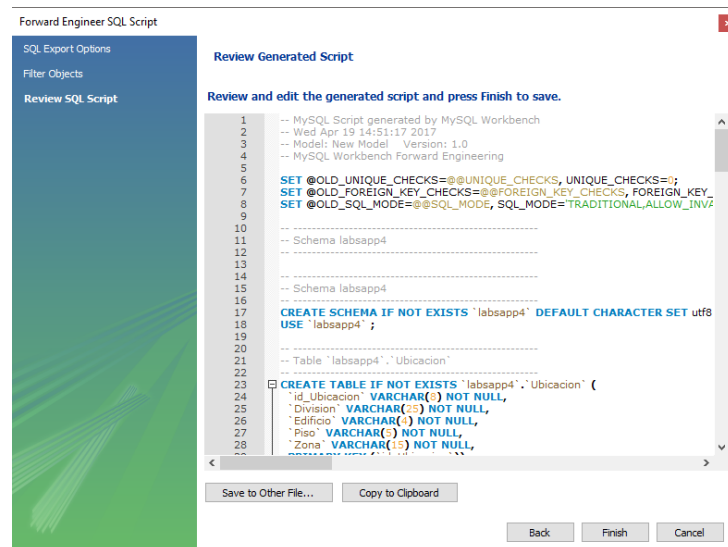 Forward Engineer SQL Script
SQL Export Options
Filter Objects
Review SQL Script
Review Generated Script
Review and edit the generated script and press Finish to save.
1 -- MySQL Script generated by MySQL Workbench
2 -- Wed Apr 19 14:51:17 2017
3 -- Model: New Model Version: 1.0
4 -- MySQL Workbench Forward Engineering
5
6 SET @OLD_UNIQUE_CHECKS=@@UNIQUE_CHECKS, UNIQUE_CHECKS=0;
7 SET @OLD_FOREIGN_KEY_CHECKS=@@FOREIGN_KEY_CHECKS, FOREIGN_KEY_
8 SET @OLD_SQL_MODE=@@SQL_MODE, SQL_MODE='TRADITIONAL,ALLOW_INVA
9
10 -- -----------------------------------------------------
11 -- Schema labsapp4
12 -- -----------------------------------------------------
13
14 -- -----------------------------------------------------
15 -- Schema labsapp4
16 -- -----------------------------------------------------
17 CREATE SCHEMA IF NOT EXISTS `labsapp4` DEFAULT CHARACTER SET utf8
18 USE `labsapp4` ;
19
20 -- -----------------------------------------------------
21 -- Table `labsapp4`.`Ubicacion`
22 -- -----------------------------------------------------
23 CREATE TABLE IF NOT EXISTS `labsapp4`.`Ubicacion` (
24 `id_Ubicacion` VARCHAR(8) NOT NULL,
25 `Division` VARCHAR(25) NOT NULL,
26 `Edificio` VARCHAR(4) NOT NULL,
27 `Piso` VARCHAR(5) NOT NULL,
28 `Zona` VARCHAR(15) NOT NULL,
Save to Other File...
Copy to Clipboard
Back
Finish
Cancel